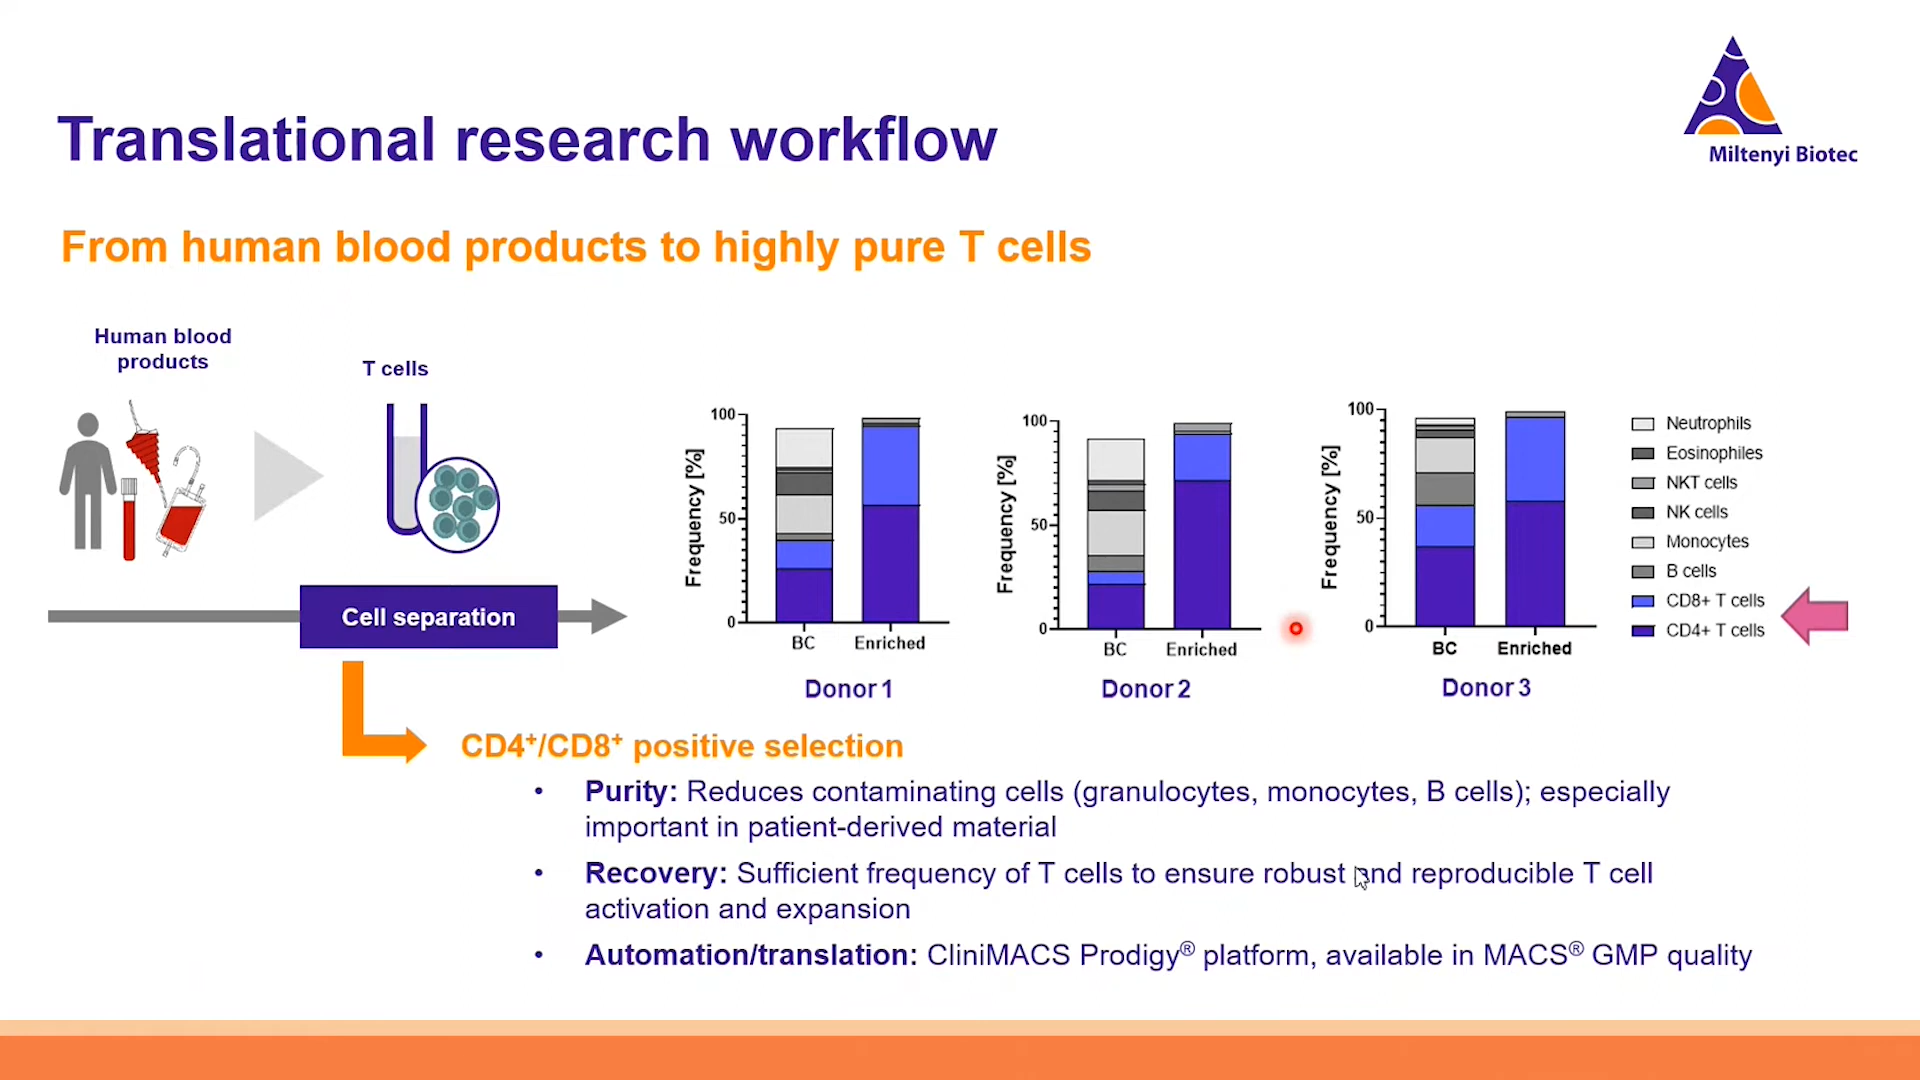 Miltenyi Biotec
Translational research workflow
From human blood products to highly pure T cells
Human blood
products
T cells
Cell separation
100
50
0
Frequency [%]
BC
Enriched
Donor 1
100
50
0
Frequency [%]
BC
Enriched
Donor 2
100
50
0
Frequency [%]
BC
Enriched
Donor 3
Neutrophils
Eosinophiles
NKT cells
NK cells
Monocytes
B cells
CD8+ T cells
CD4+ T cells
CD4⁺/CD8⁺ positive selection
• Purity: Reduces contaminating cells (granulocytes, monocytes, B cells); especially
important in patient-derived material
• Recovery: Sufficient frequency of T cells to ensure robust and reproducible T cell
activation and expansion
• Automation/translation: CliniMACS Prodigy® platform, available in MACS® GMP quality